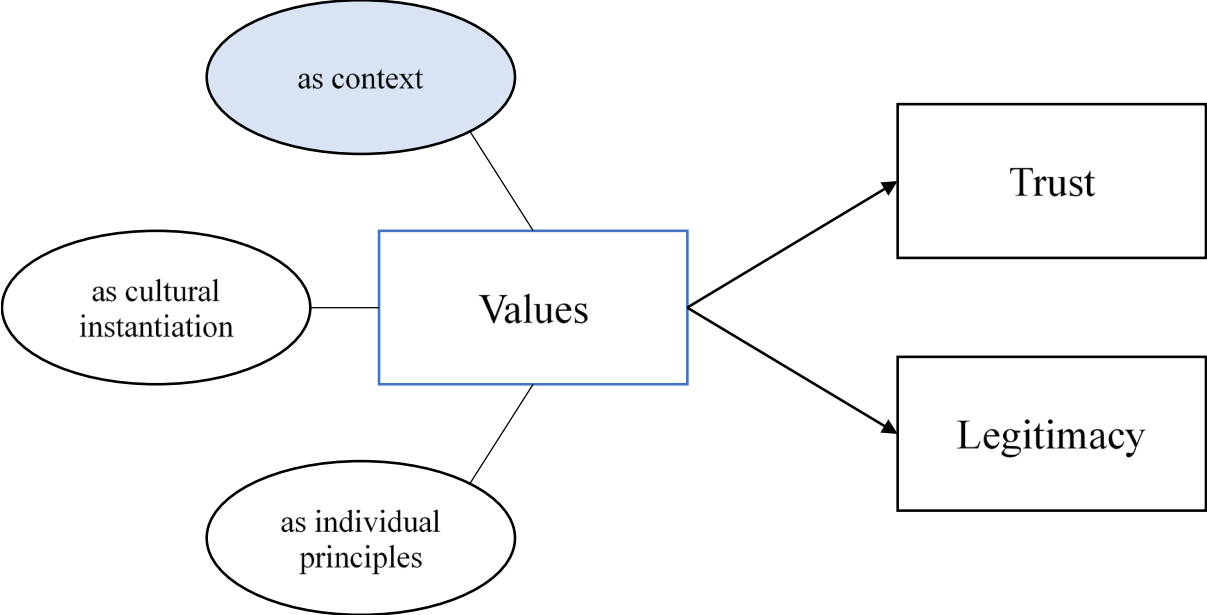 as context
Trust
as cultural
instantiation
Values
Legitimacy
as individual
principles